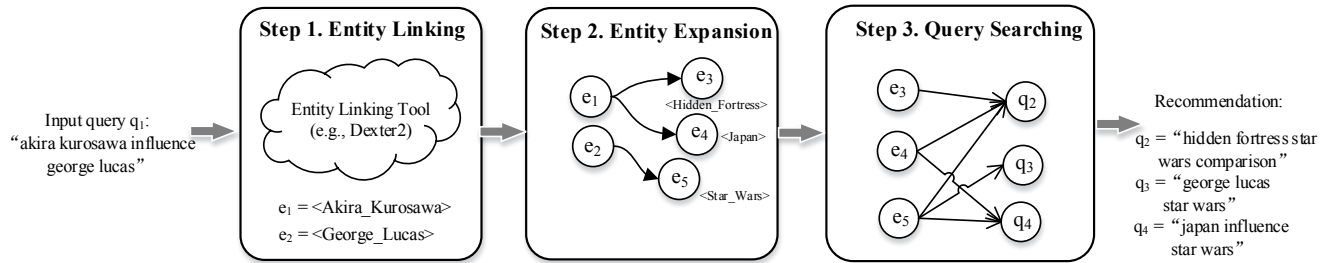 Input query q1:
“akira kurosawa influence
george lucas”
Step 1. Entity Linking
Entity Linking Tool
(e.g., Dexter2)
e1 = <Akira_Kurosawa>
e2 = <George_Lucas>
Step 2. Entity Expansion
e1
e2
e3
<Hidden_Fortress>
e4
<Japan>
e5
<Star_Wars>
Step 3. Query Searching
e3
e4
e5
q2
q3
q4
Recommendation:
q2 = “hidden fortress star
wars comparison”
q3 = “george lucas
star wars”
q4 = “japan influence
star wars”